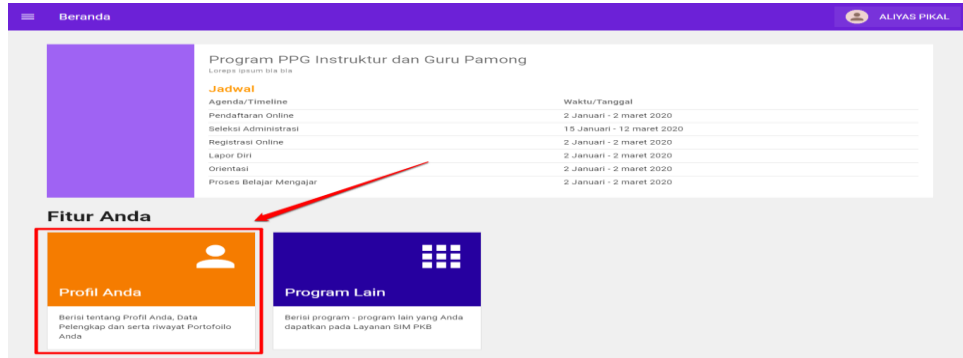 Beranda
ALIYAS PIKAL
Program PPG Instruktur dan Guru Pamong
Loreps ipsum bla bla
Jadwal
Agenda/Timeline Waktu/Tanggal
Pendaftaran Online 2 Januari - 2 maret 2020
Seleksi Administrasi 15 Januari - 12 maret 2020
Registrasi Online 2 Januari - 2 maret 2020
Lapor Diri 2 Januari - 2 maret 2020
Orientasi 2 Januari - 2 maret 2020
Proses Belajar Mengajar 2 Januari - 2 maret 2020
Fitur Anda
Profil Anda
Berisi tentang Profil Anda, Data
Pelengkap dan serta riwayat Portofoilo
Anda
Program Lain
Berisi program - program lain yang Anda
dapatkan pada Layanan SIM PKB